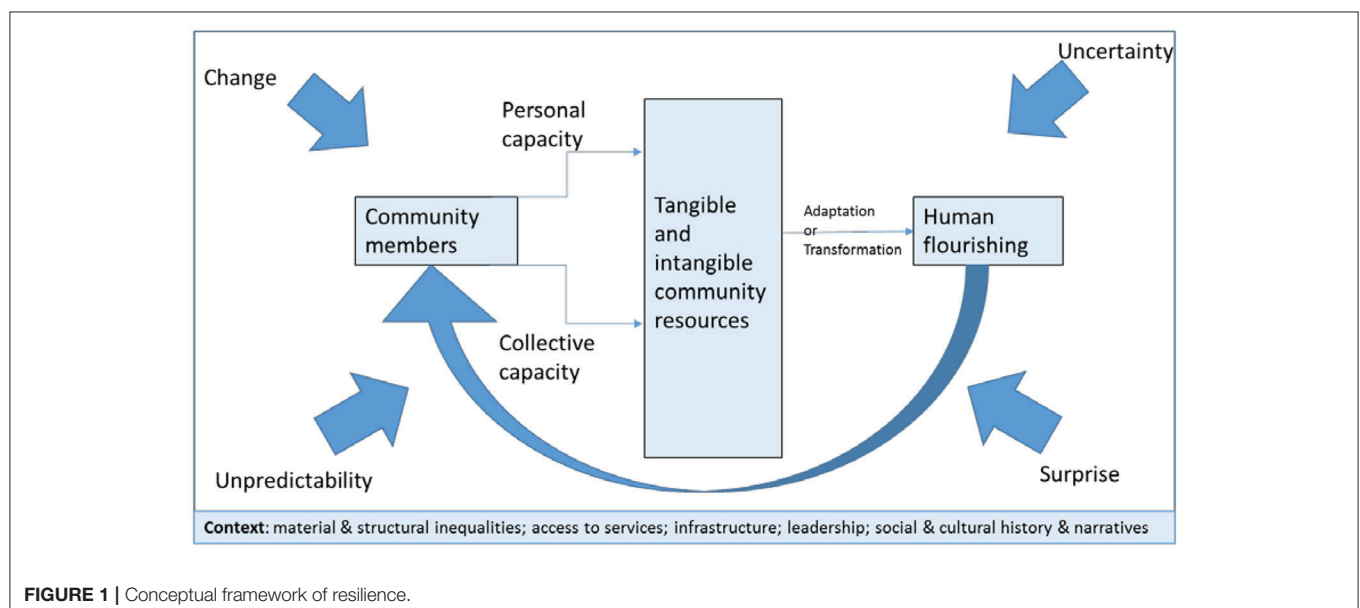 Change
Uncertainty
Personal
capacity
Community
members
Tangible
and
intangible
community
resources
Adaptation
or
Transformation
Human
flourishing
Collective
capacity
Unpredictability
Surprise
Context: material & structural inequalities; access to services; infrastructure; leadership; social & cultural history & narratives
FIGURE 1 | Conceptual framework of resilience.